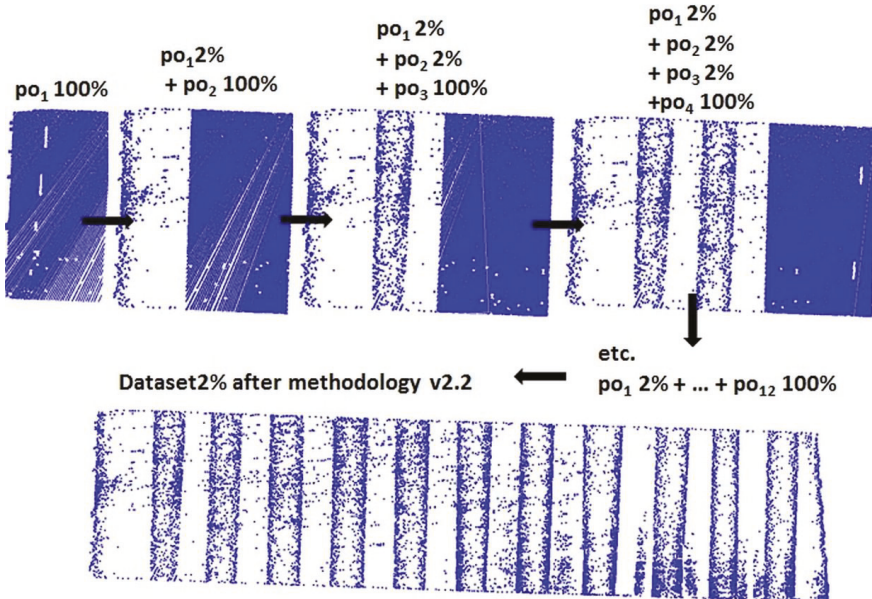 po₁ 100%
po₁2%
+ po₂ 100%
po₁ 2%
+ po₂ 2%
+ po₃ 100%
po₁ 2%
+ po₂ 2%
+ po₃ 2%
+po₄ 100%
etc.
po₁ 2% + ... + po₁₂ 100%
Dataset2% after methodology v2.2